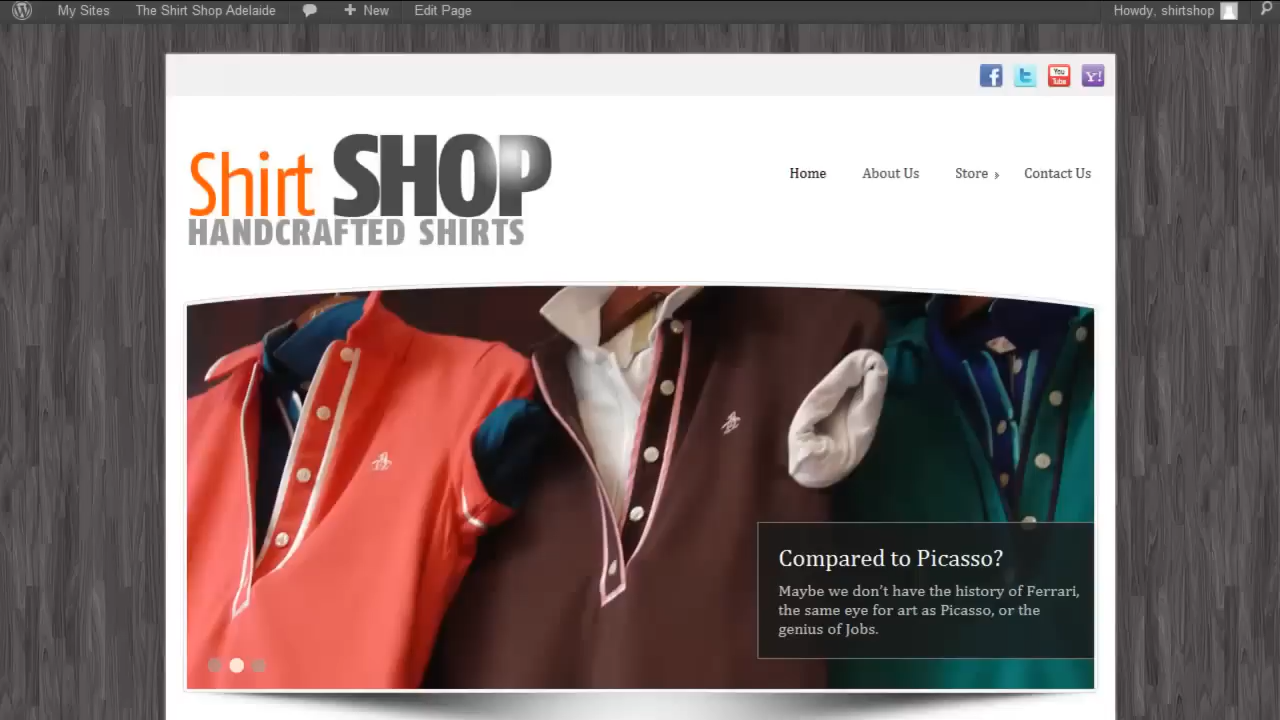 My Sites The Shirt Shop Adelaide New Edit Page Howdy, shirtshop
f t You Tube Y!
Shirt SHOP
HANDCRAFTED SHIRTS
Home About Us Store Contact Us
Compared to Picasso?
Maybe we don’t have the history of Ferrari,
the same eye for art as Picasso, or the
genius of Jobs.